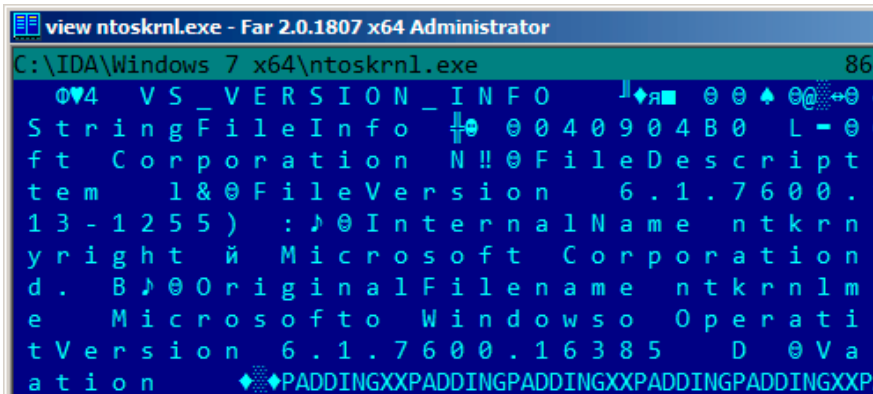 view ntoskrnl.exe - Far 2.0.1807 x64 Administrator
C:\IDA\Windows 7 x64\ntoskrnl.exe 86
Ф♥4 V S _ V E R S I O N _ I N F O ╜♦я■ ☺ ☺ ♠ ☺@░↔☺
S t r i n g F i l e I n f o ╬☻ ☺ 0 4 0 9 0 4 B 0 L ▬ ☺
f t C o r p o r a t i o n N ‼ ☺ F i l e D e s c r i p t
t e m l & ☺ F i l e V e r s i o n 6 . 1 . 7 6 0 0 .
1 3 - 1 2 5 5 ) : ♪ ☺ I n t e r n a l N a m e n t k r n
y r i g h t й M i c r o s o f t C o r p o r a t i o n
d . B ♪ ☺ O r i g i n a l F i l e n a m e n t k r n l m
e M i c r o s o f t o W i n d o w s o O p e r a t i
t V e r s i o n 6 . 1 . 7 6 0 0 . 1 6 3 8 5 D ☺ V a
a t i o n ♦░♦PADDINGXXPADDINGPADDINGXXPADDINGPADDINGXXP